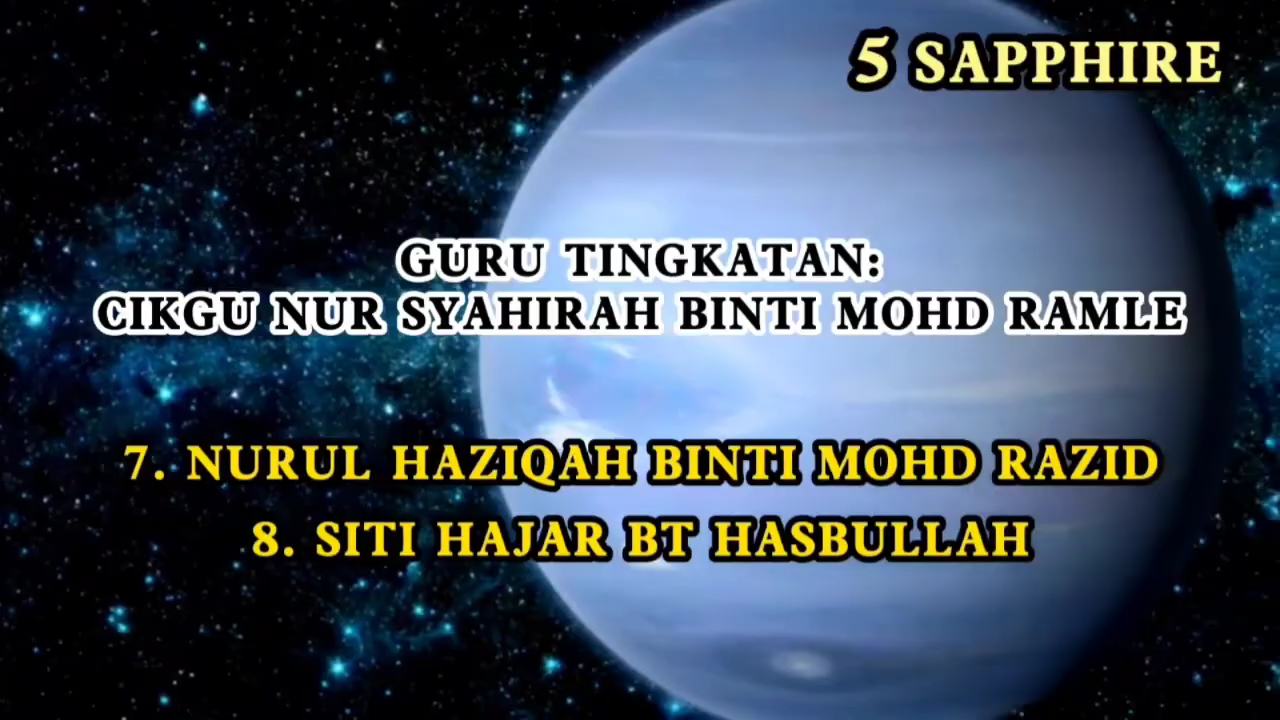 5 SAPPHIRE
GURU TINGKATAN:
CIKGU NUR SYAHIRAH BINTI MOHD RAMLE
7. NURUL HAZIQAH BINTI MOHD RAZID
8. SITI HAJAR BT HASBULLAH